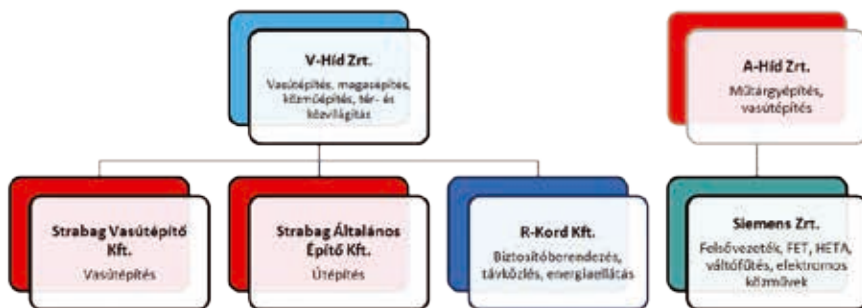 V-Híd Zrt.
Vasútépítés, magasépítés,
közműépítés, tér- és
közvilágítás
A-Híd Zrt.
Műtárgyépítés,
vasútépítés
Strabag Vasútépítő
Kft.
Vasútépítés
Strabag Általános
Építő Kft.
Útépítés
R-Kord Kft.
Biztosítóberendezés,
távközlés, energiaellátás
Siemens Zrt.
Felsővezeték, FET, HETA,
váltófűtés, elektromos
közművek